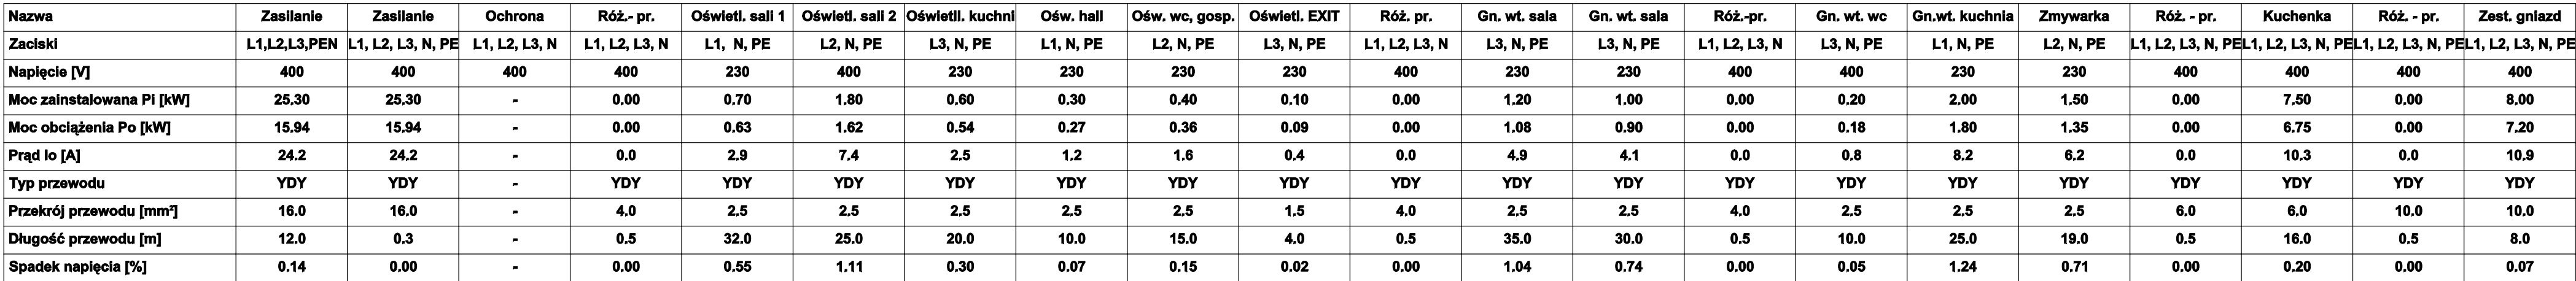 Nazwa Zasilanie Zasilanie Ochrona Róż.- pr. Oświetl. sali 1 Oświetl. sali 2 Oświetll. kuchni Ośw. hall Ośw. wc, gosp. Oświetl. EXIT Róż. pr. Gn. wt. sala Gn. wt. sala Róż.-pr. Gn. wt. wc Gn.wt. kuchnia Zmywarka Róż. - pr. Kuchenka Róż. - pr. Zest. gniazd
Zaciski L1,L2,L3,PEN L1, L2, L3, N, PE L1, L2, L3, N L1, L2, L3, N L1, N, PE L2, N, PE L3, N, PE L1, N, PE L2, N, PE L3, N, PE L1, L2, L3, N L3, N, PE L3, N, PE L1, L2, L3, N L3, N, PE L1, N, PE L2, N, PE L1, L2, L3, N, PE L1, L2, L3, N, PE L1, L2, L3, N, PE L1, L2, L3, N, PE
Napięcie [V] 400 400 400 400 230 400 230 230 230 230 400 230 230 400 400 230 230 400 400 400 400
Moc zainstalowana Pi [kW] 25.30 25.30 - 0.00 0.70 1.80 0.60 0.30 0.40 0.10 0.00 1.20 1.00 0.00 0.20 2.00 1.50 0.00 7.50 0.00 8.00
Moc obciążenia Po [kW] 15.94 15.94 - 0.00 0.63 1.62 0.54 0.27 0.36 0.09 0.00 1.08 0.90 0.00 0.18 1.80 1.35 0.00 6.75 0.00 7.20
Prąd Io [A] 24.2 24.2 - 0.0 2.9 7.4 2.5 1.2 1.6 0.4 0.0 4.9 4.1 0.0 0.8 8.2 6.2 0.0 10.3 0.0 10.9
Typ przewodu YDY YDY - YDY YDY YDY YDY YDY YDY YDY YDY YDY YDY YDY YDY YDY YDY YDY YDY YDY YDY
Przekrój przewodu [mm²] 16.0 16.0 - 4.0 2.5 2.5 2.5 2.5 2.5 1.5 4.0 2.5 2.5 4.0 2.5 2.5 2.5 6.0 6.0 10.0 10.0
Długość przewodu [m] 12.0 0.3 - 0.5 32.0 25.0 20.0 10.0 15.0 4.0 0.5 35.0 30.0 0.5 10.0 25.0 19.0 0.5 16.0 0.5 8.0
Spadek napięcia [%] 0.14 0.00 - 0.00 0.55 1.11 0.30 0.07 0.15 0.02 0.00 1.04 0.74 0.00 0.05 1.24 0.71 0.00 0.20 0.00 0.07